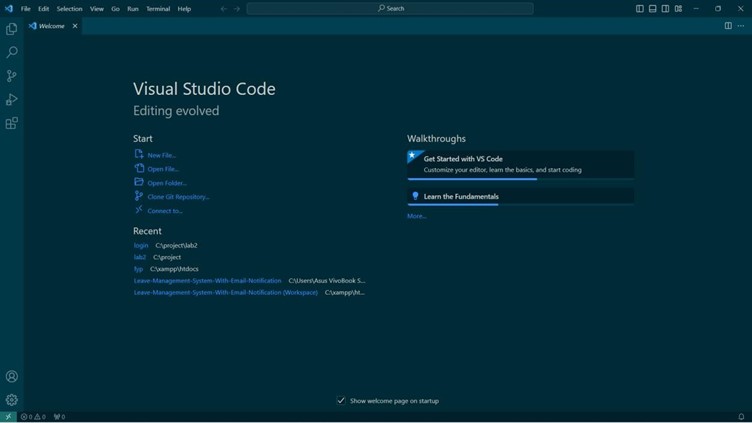 File Edit Selection View Go Run Terminal Help
Search
Welcome
Visual Studio Code
Editing evolved
Start
New File...
Open File...
Open Folder...
Clone Git Repository...
Connect to...
Recent
login C:\project\lab2
lab2 C:\project
fyp C:\xampp\htdocs
Leave-Management-System-With-Email-Notification C:\Users\Asus VivoBook S...
Leave-Management-System-With-Email-Notification (Workspace) C:\xampp\ht...
Walkthroughs
Get Started with VS Code
Customize your editor, learn the basics, and start coding
Learn the Fundamentals
More...
Show welcome page on startup
0 0 0